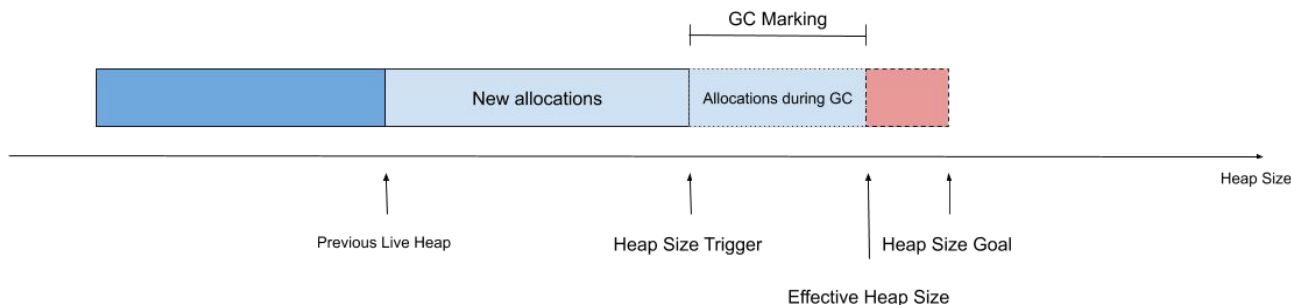 GC Marking
New allocations
Allocations during GC
Heap Size
Previous Live Heap
Heap Size Trigger
Heap Size Goal
Effective Heap Size